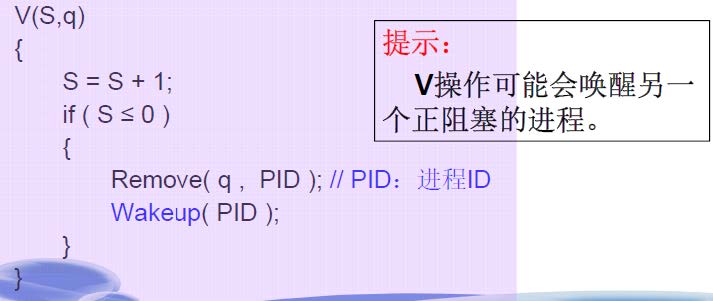 V(S,q)
{
S = S + 1;
if ( S ≤ 0 )
{
Remove( q , PID ); // PID：进程ID
Wakeup( PID );
}
}
提示：
V操作可能会唤醒另一
个正阻塞的进程。